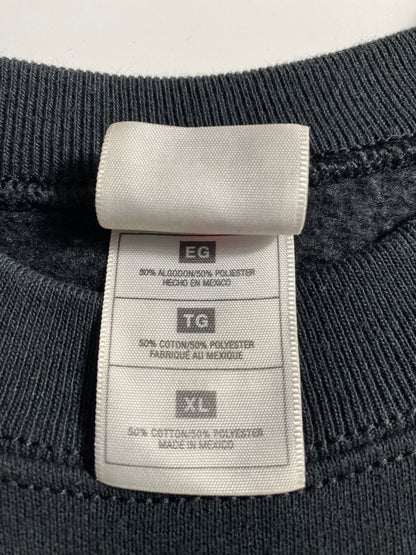 EG
50% ALGODON/50% POLIESTER
HECHO EN MEXICO
TG
50% COTON/50% POLYESTER
FABRIQUÉ AU MEXIQUE
XL
50% COTTON/50% POLYESTER
MADE IN MEXICO